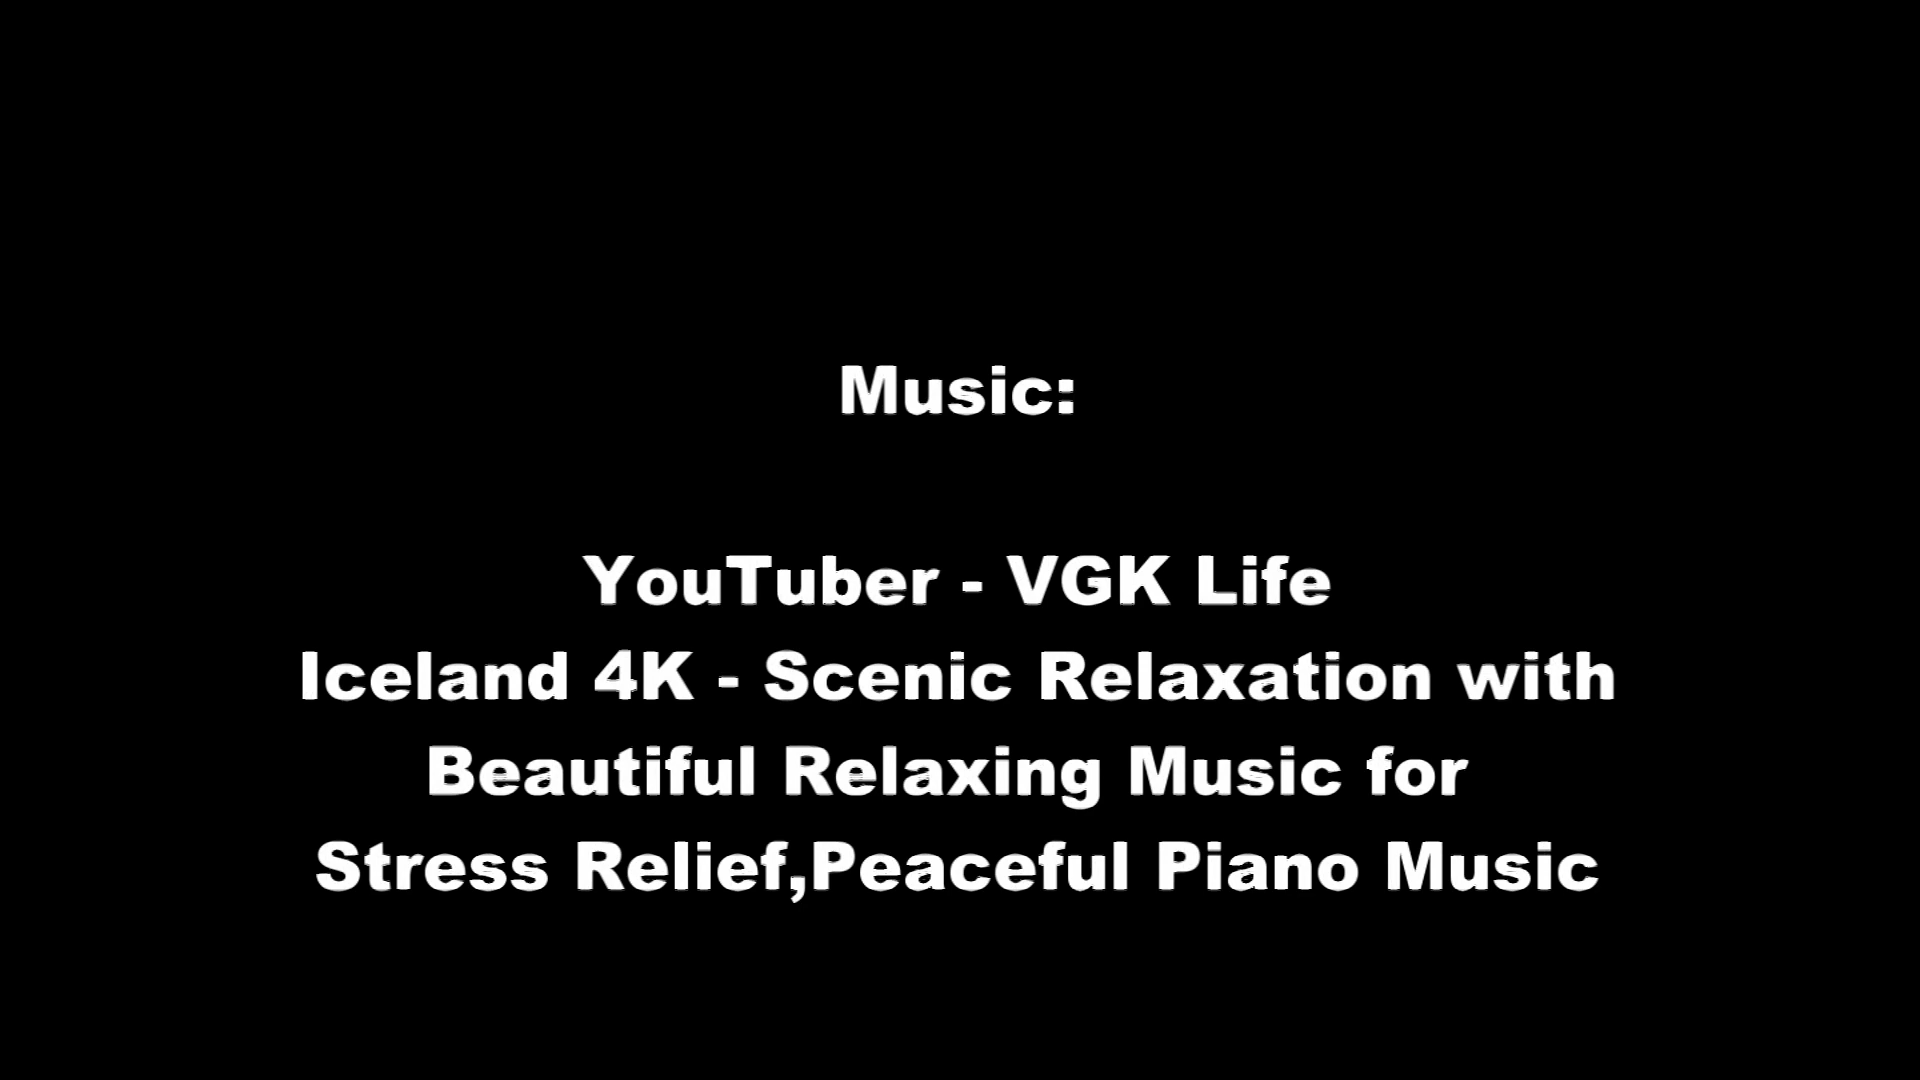 Music:
YouTuber - VGK Life
Iceland 4K - Scenic Relaxation with
Beautiful Relaxing Music for
Stress Relief,Peaceful Piano Music